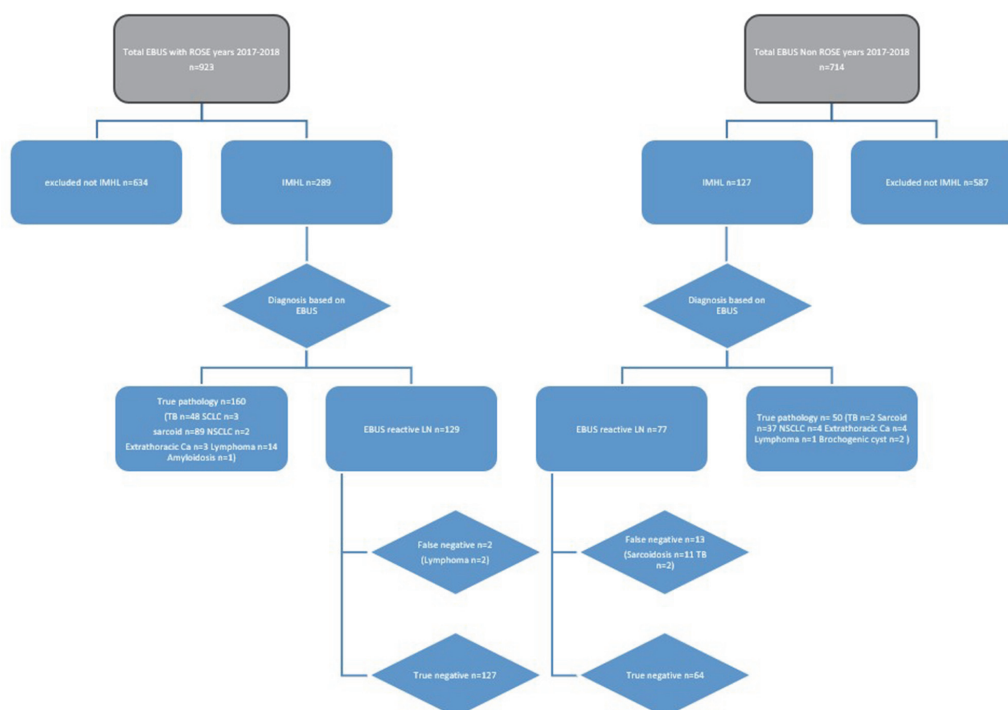 Total EBUS with ROSE years 2017-2018
n=923
Total EBUS Non ROSE years 2017-2018
n=714
excluded not IMHL n=634
IMHL n=289
IMHL n=127
Excluded not IMHL n=587
Diagnosis based on
EBUS
Diagnosis based on
EBUS
True pathology n=160
(TB n=48 SCLC n=3
sarcoid n=89 NSCLC n=2
Extrathoracic Ca n=3 Lymphoma n=14
Amyloidosis n=1)
EBUS reactive LN n=129
EBUS reactive LN n=77
True pathology n= 50 (TB n=2 Sarcoid
n=37 NSCLC n=4 Extrathoracic Ca n=4
Lymphoma n=1 Brochogenic cyst n=2 )
False negative n=2
(Lymphoma n=2)
False negative n=13
(Sarcoidosis n=11 TB
n=2)
True negative n=127
True negative n=64